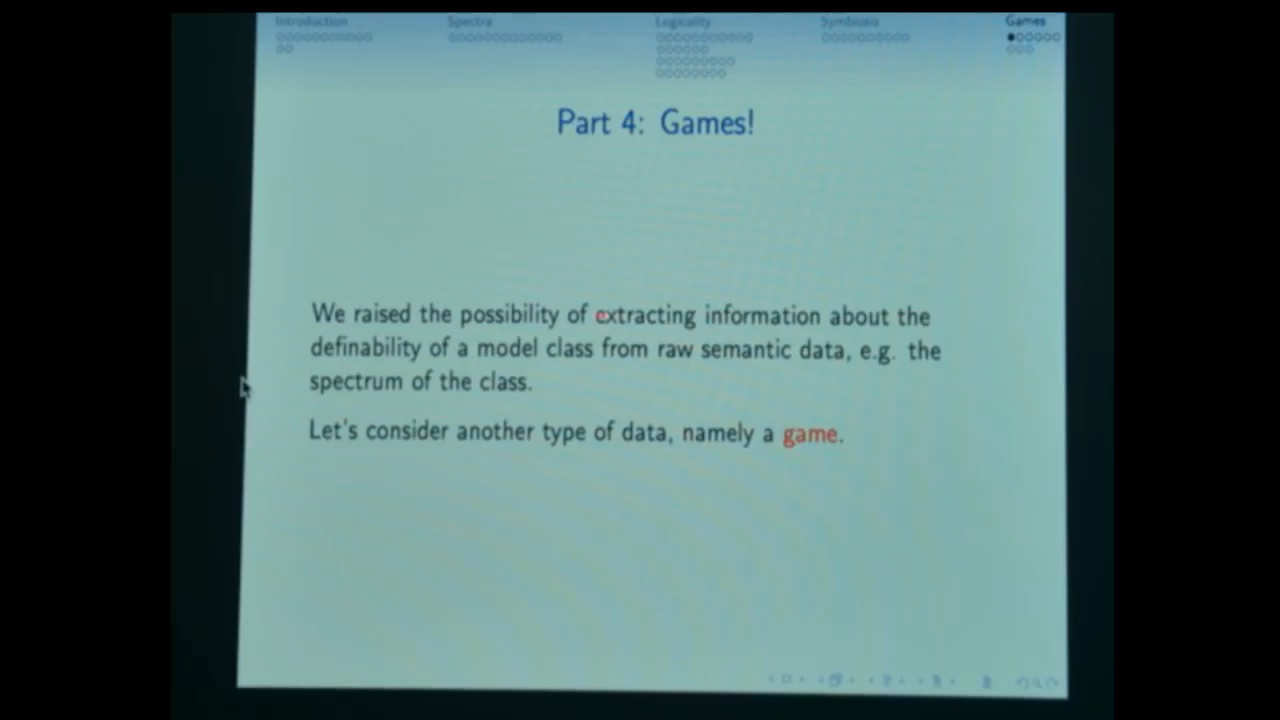 Introduction Spectra Logicality Symbiosis Games
Part 4: Games!
We raised the possibility of extracting information about the
definability of a model class from raw semantic data, e.g. the
spectrum of the class.
Let's consider another type of data, namely a game.